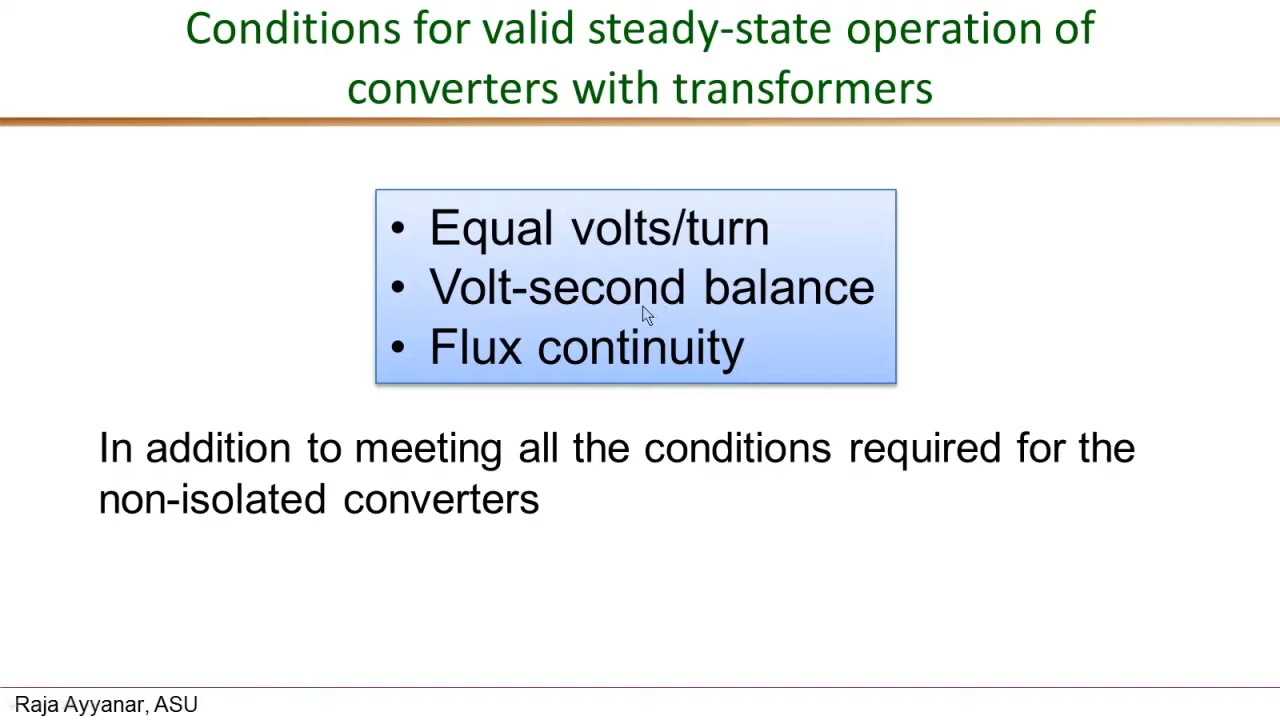 Conditions for valid steady-state operation of
converters with transformers
• Equal volts/turn
• Volt-second balance
• Flux continuity
In addition to meeting all the conditions required for the
non-isolated converters
Raja Ayyanar, ASU